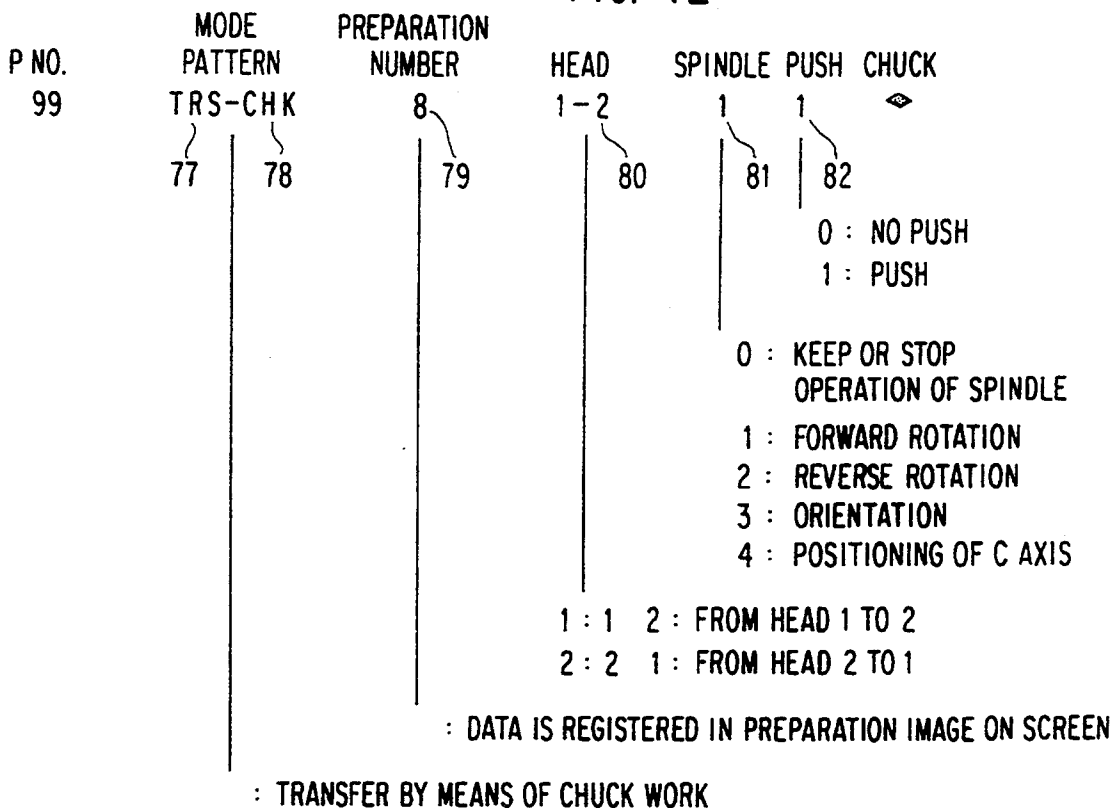 MODE PREPARATION
P NO. PATTERN NUMBER HEAD SPINDLE PUSH CHUCK
99 TRS-CHK 8 1-2 1 1
77 78 79 80 81 82
0 : NO PUSH
1 : PUSH
0 : KEEP OR STOP
OPERATION OF SPINDLE
1 : FORWARD ROTATION
2 : REVERSE ROTATION
3 : ORIENTATION
4 : POSITIONING OF C AXIS
1 : 1 2 : FROM HEAD 1 TO 2
2 : 2 1 : FROM HEAD 2 TO 1
: DATA IS REGISTERED IN PREPARATION IMAGE ON SCREEN
: TRANSFER BY MEANS OF CHUCK WORK